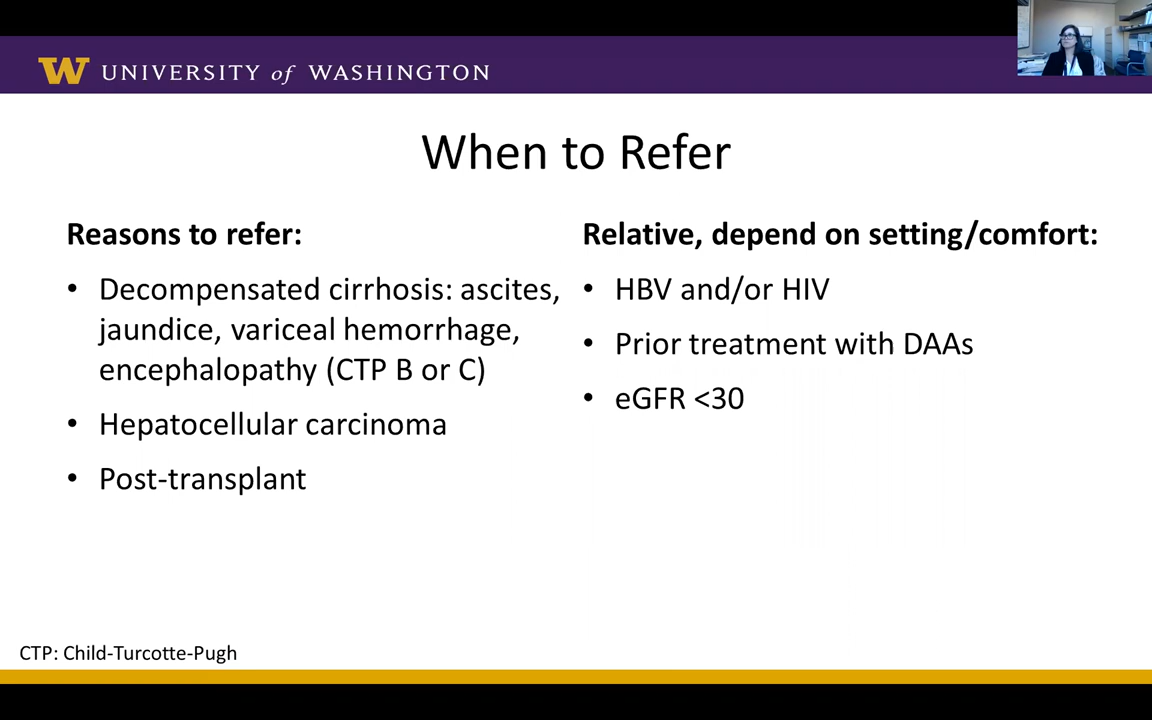 W UNIVERSITY of WASHINGTON
When to Refer
Reasons to refer:
• Decompensated cirrhosis: ascites,
jaundice, variceal hemorrhage,
encephalopathy (CTP B or C)
• Hepatocellular carcinoma
• Post-transplant
Relative, depend on setting/comfort:
• HBV and/or HIV
• Prior treatment with DAAs
• eGFR <30
CTP: Child-Turcotte-Pugh